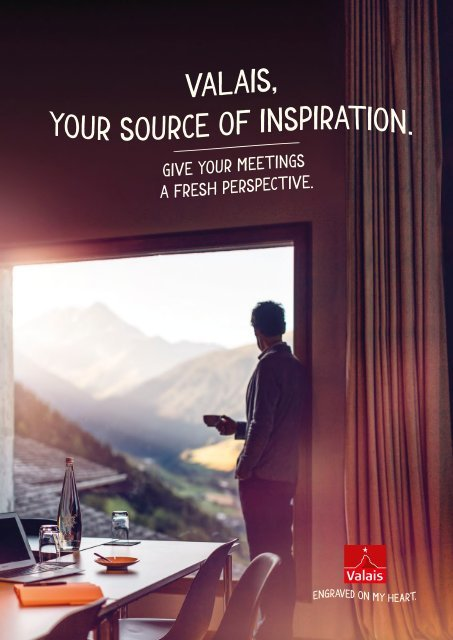 VALAIS,
YOUR SOURCE OF INSPIRATION.
GIVE YOUR MEETINGS
A FRESH PERSPECTIVE.
Valais
ENGRAVED ON MY HEART.